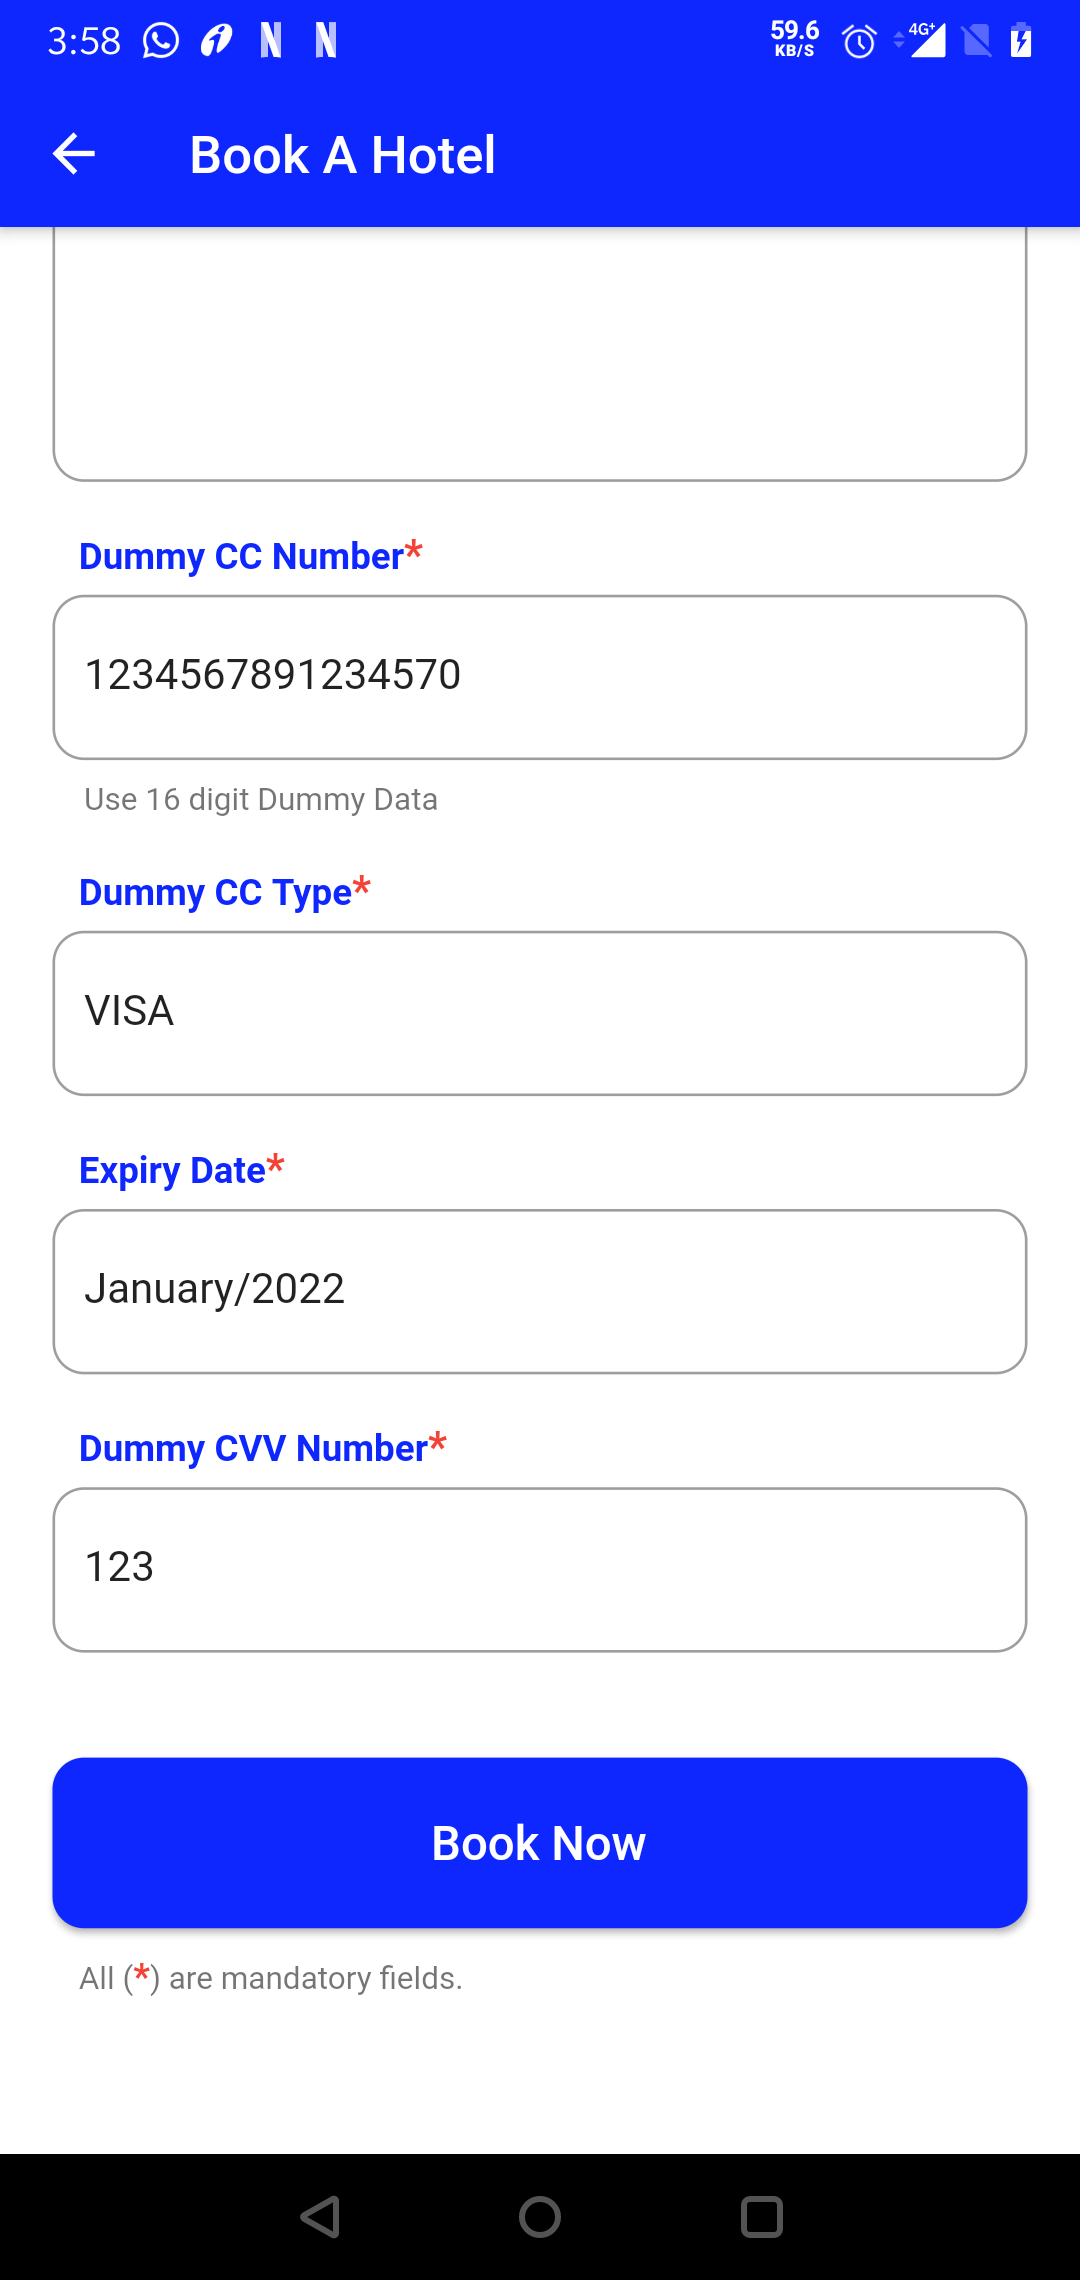 3:58 N N 59.6 KB/S 4G+
Book A Hotel
Dummy CC Number*
1234567891234570
Use 16 digit Dummy Data
Dummy CC Type*
VISA
Expiry Date*
January/2022
Dummy CVV Number*
123
Book Now
All (*) are mandatory fields.